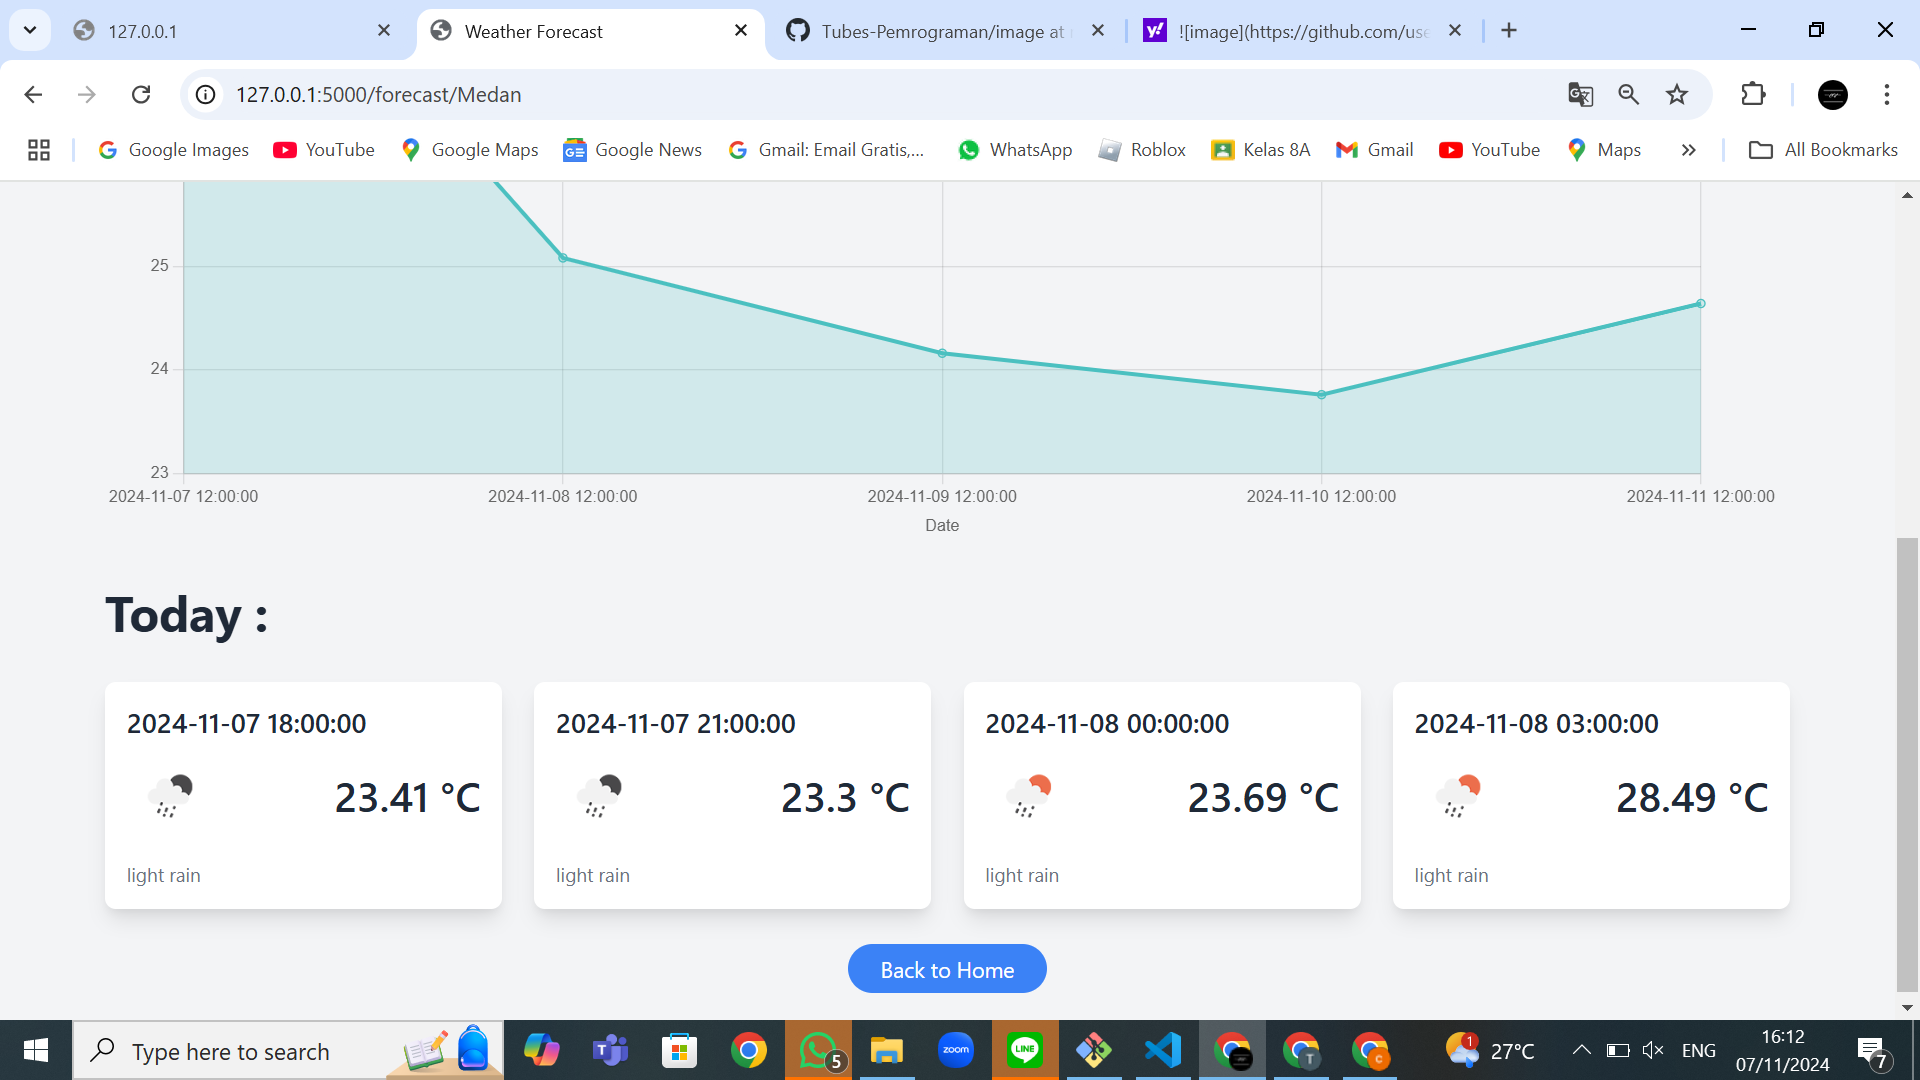 127.0.0.1
Weather Forecast
Tubes-Pemrograman/image at
![image](https://github.com/use
127.0.0.1:5000/forecast/Medan
Google Images
YouTube
Google Maps
Google News
Gmail: Email Gratis,...
WhatsApp
Roblox
Kelas 8A
Gmail
YouTube
Maps
All Bookmarks
25
24
23
2024-11-07 12:00:00
2024-11-08 12:00:00
2024-11-09 12:00:00
2024-11-10 12:00:00
2024-11-11 12:00:00
Date
Today :
2024-11-07 18:00:00
23.41 °C
light rain
2024-11-07 21:00:00
23.3 °C
light rain
2024-11-08 00:00:00
23.69 °C
light rain
2024-11-08 03:00:00
28.49 °C
light rain
Back to Home
Type here to search
5
zoom
LINE
T
C
1
27°C
ENG
16:12
07/11/2024
7